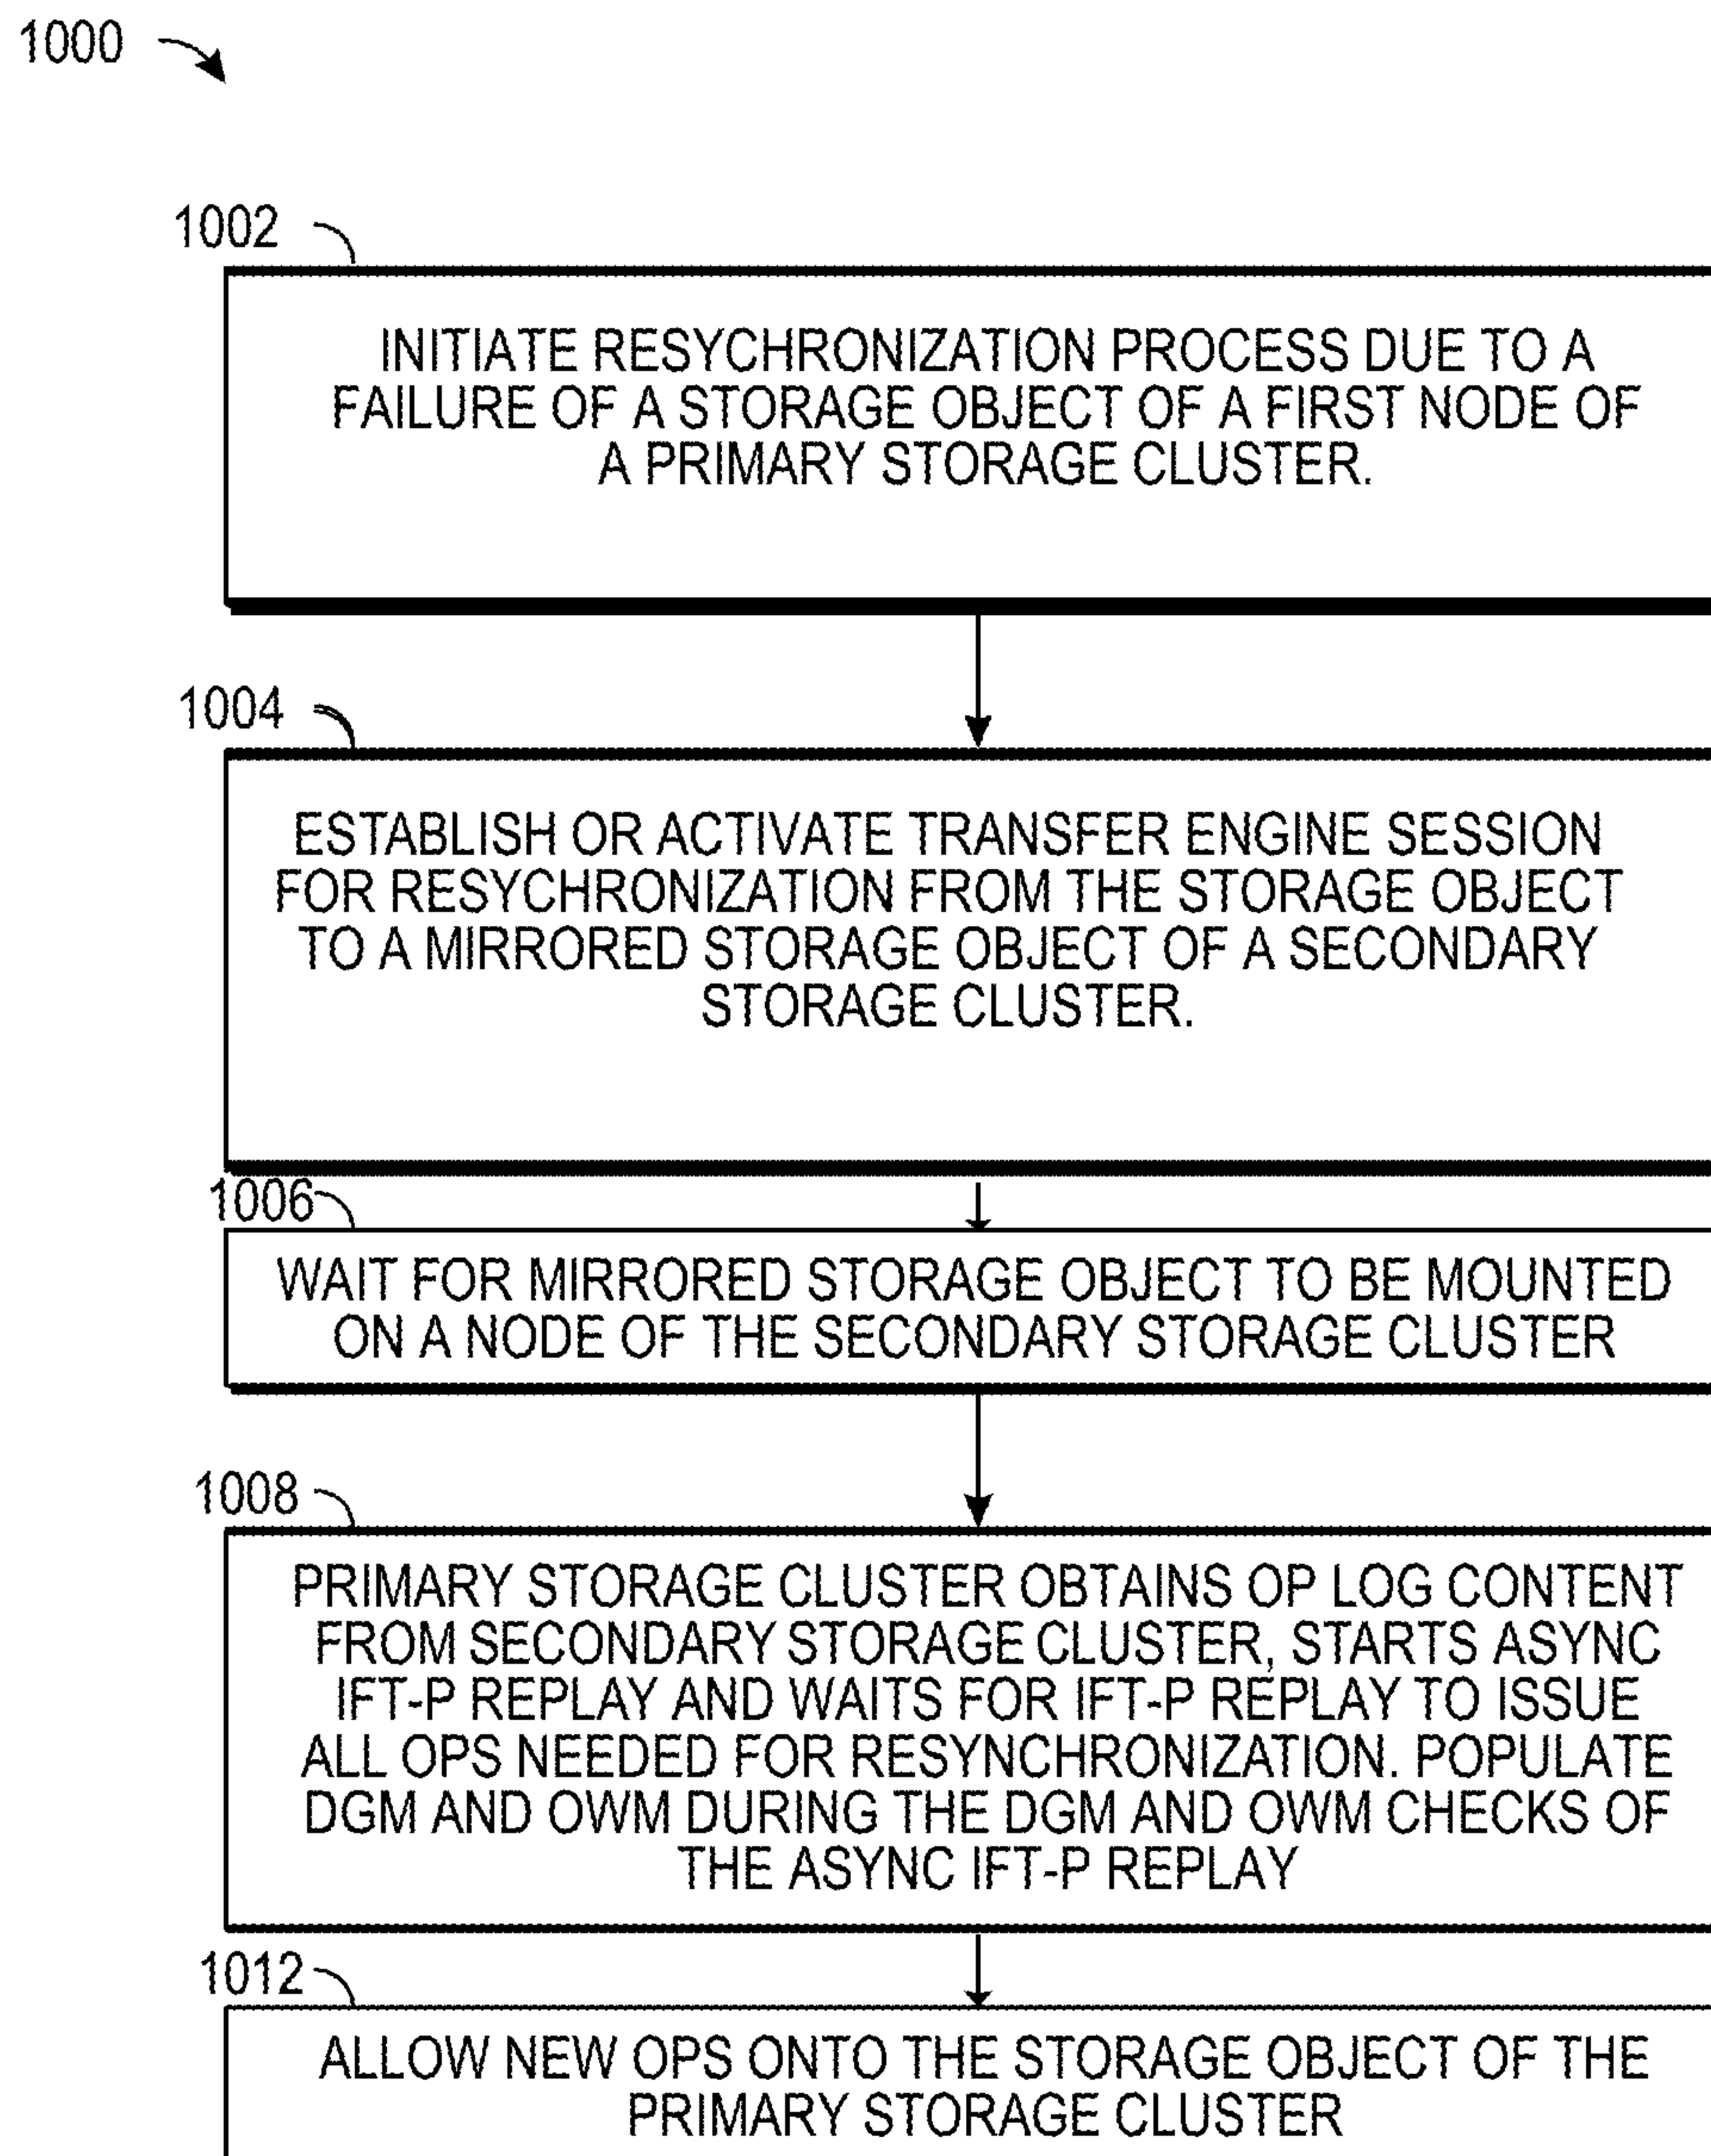 1000
1002
INITIATE RESYCHRONIZATION PROCESS DUE TO A
FAILURE OF A STORAGE OBJECT OF A FIRST NODE OF
A PRIMARY STORAGE CLUSTER.
1004
ESTABLISH OR ACTIVATE TRANSFER ENGINE SESSION
FOR RESYCHRONIZATION FROM THE STORAGE OBJECT
TO A MIRRORED STORAGE OBJECT OF A SECONDARY
STORAGE CLUSTER.
1006
WAIT FOR MIRRORED STORAGE OBJECT TO BE MOUNTED
ON A NODE OF THE SECONDARY STORAGE CLUSTER
1008
PRIMARY STORAGE CLUSTER OBTAINS OP LOG CONTENT
FROM SECONDARY STORAGE CLUSTER, STARTS ASYNC
IFT-P REPLAY AND WAITS FOR IFT-P REPLAY TO ISSUE
ALL OPS NEEDED FOR RESYNCHRONIZATION. POPULATE
DGM AND OWM DURING THE DGM AND OWM CHECKS OF
THE ASYNC IFT-P REPLAY
1012
ALLOW NEW OPS ONTO THE STORAGE OBJECT OF THE
PRIMARY STORAGE CLUSTER